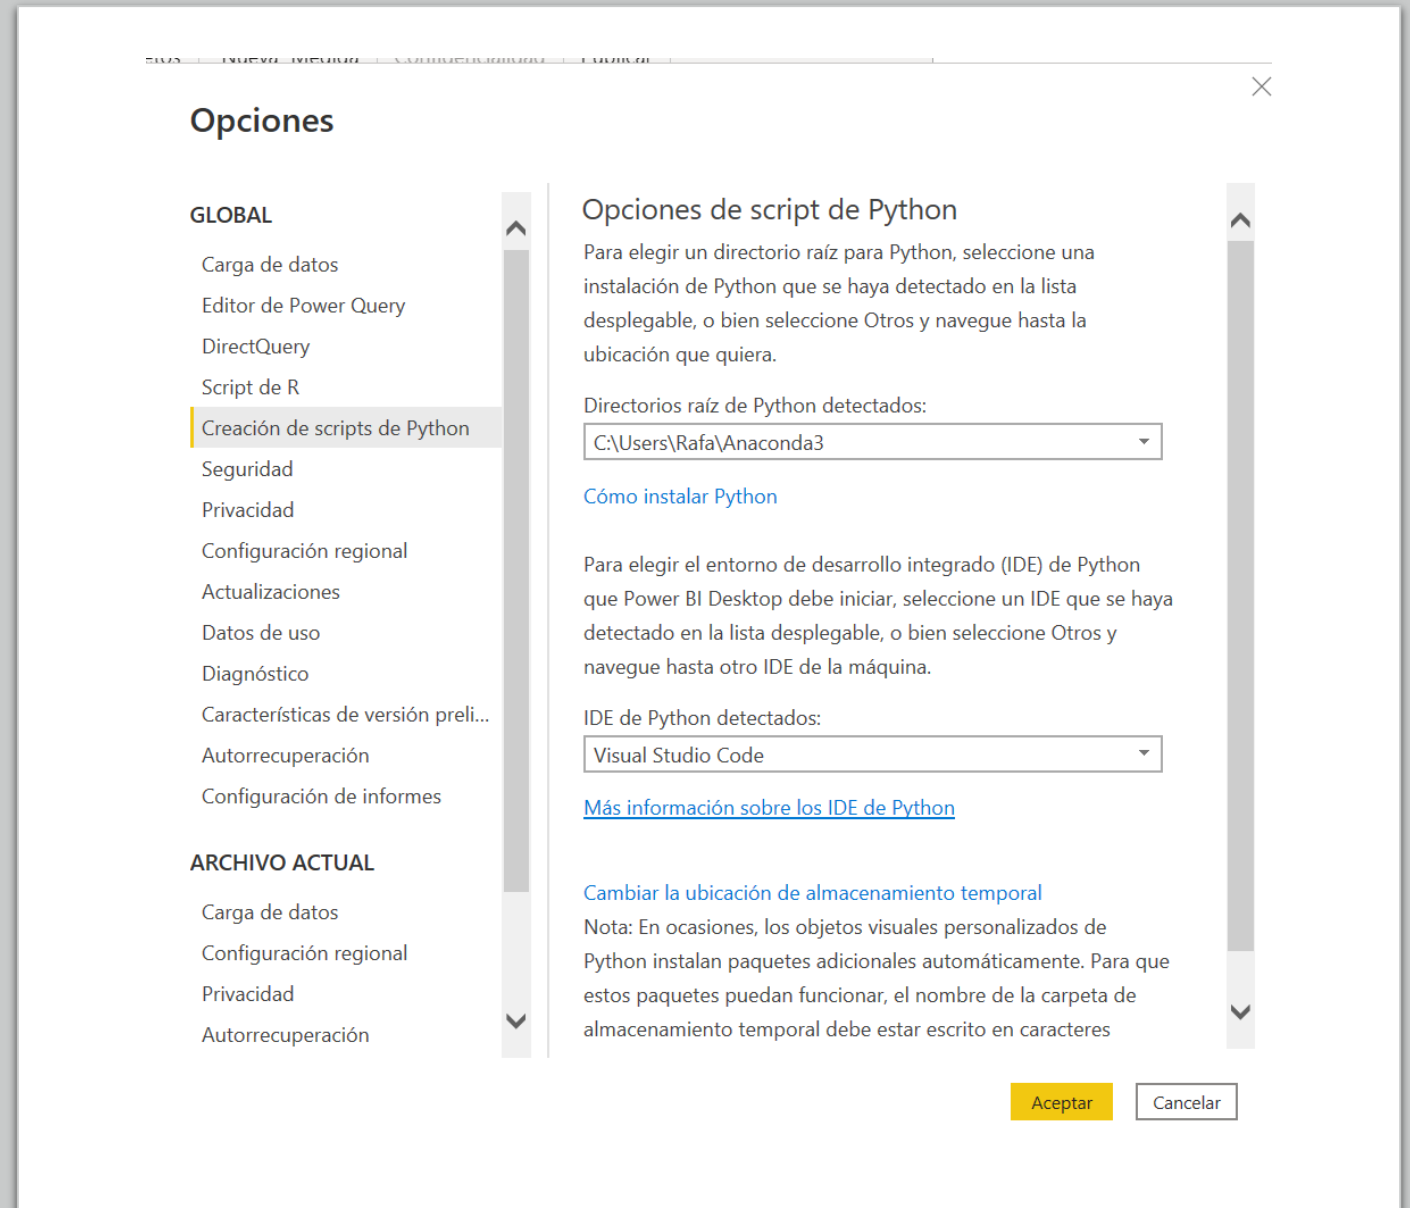 Opciones
GLOBAL
Carga de datos
Editor de Power Query
DirectQuery
Script de R
Creación de scripts de Python
Seguridad
Privacidad
Configuración regional
Actualizaciones
Datos de uso
Diagnóstico
Características de versión preli...
Autorrecuperación
Configuración de informes
ARCHIVO ACTUAL
Carga de datos
Configuración regional
Privacidad
Autorrecuperación
Opciones de script de Python
Para elegir un directorio raíz para Python, seleccione una
instalación de Python que se haya detectado en la lista
desplegable, o bien seleccione Otros y navegue hasta la
ubicación que quiera.
Directorios raíz de Python detectados:
C:\Users\Rafa\Anaconda3
Cómo instalar Python
Para elegir el entorno de desarrollo integrado (IDE) de Python
que Power BI Desktop debe iniciar, seleccione un IDE que se haya
detectado en la lista desplegable, o bien seleccione Otros y
navegue hasta otro IDE de la máquina.
IDE de Python detectados:
Visual Studio Code
Más información sobre los IDE de Python
Cambiar la ubicación de almacenamiento temporal
Nota: En ocasiones, los objetos visuales personalizados de
Python instalan paquetes adicionales automáticamente. Para que
estos paquetes puedan funcionar, el nombre de la carpeta de
almacenamiento temporal debe estar escrito en caracteres
Aceptar
Cancelar